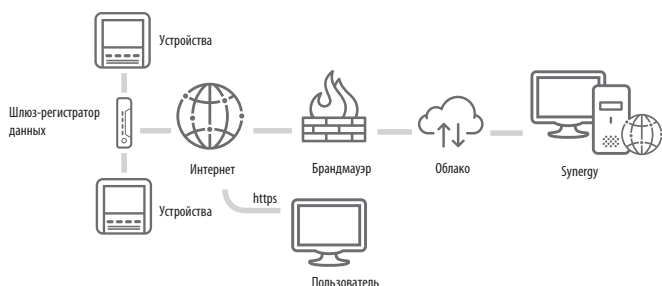 Устройства
Шлюз-регистратор
данных
Интернет
Брандмауэр
Облако
Synergy
Устройства
https
Пользователь